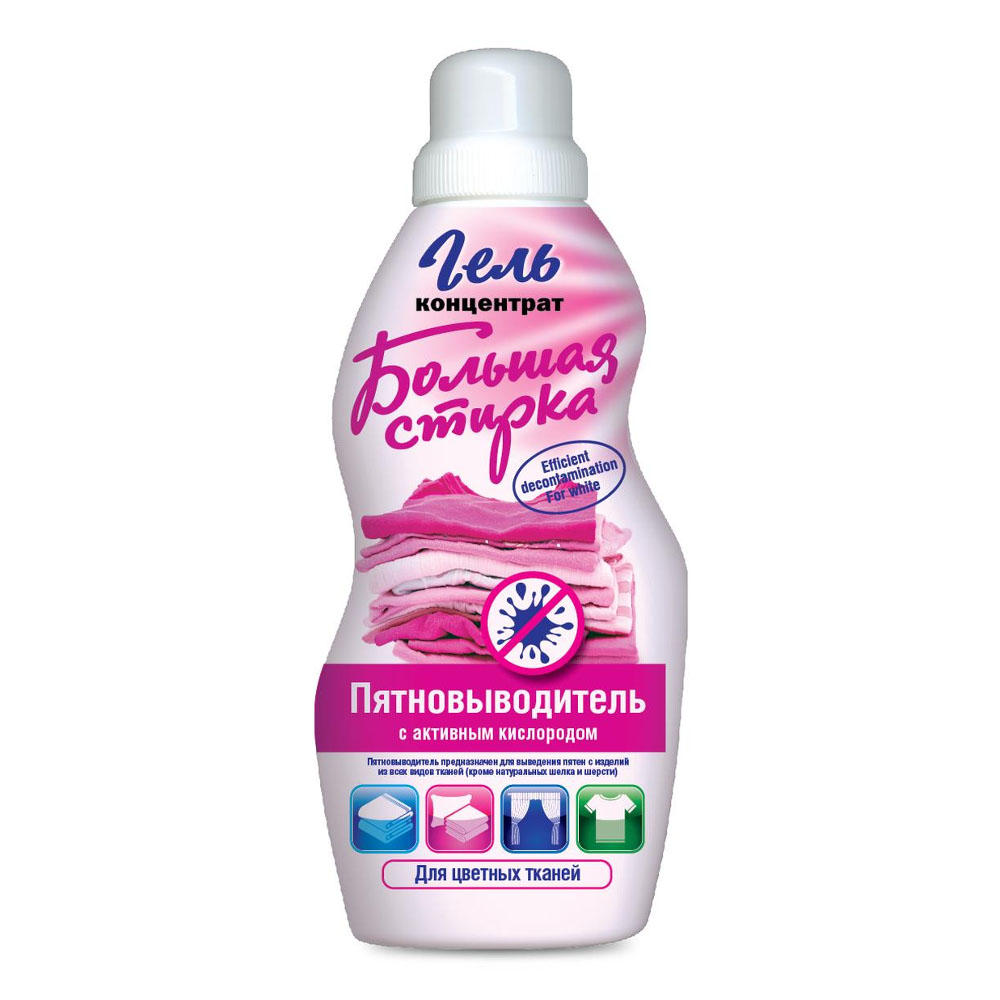 Гель
концентрат
Большая
стирка
Efficient
decontamination
For white
Пятновыводитель
с активным кислородом
Пятновыводитель предназначен для выведения пятен с изделий
из всех видов тканей (кроме натуральных шелка и шерсти)
Для цветных тканей